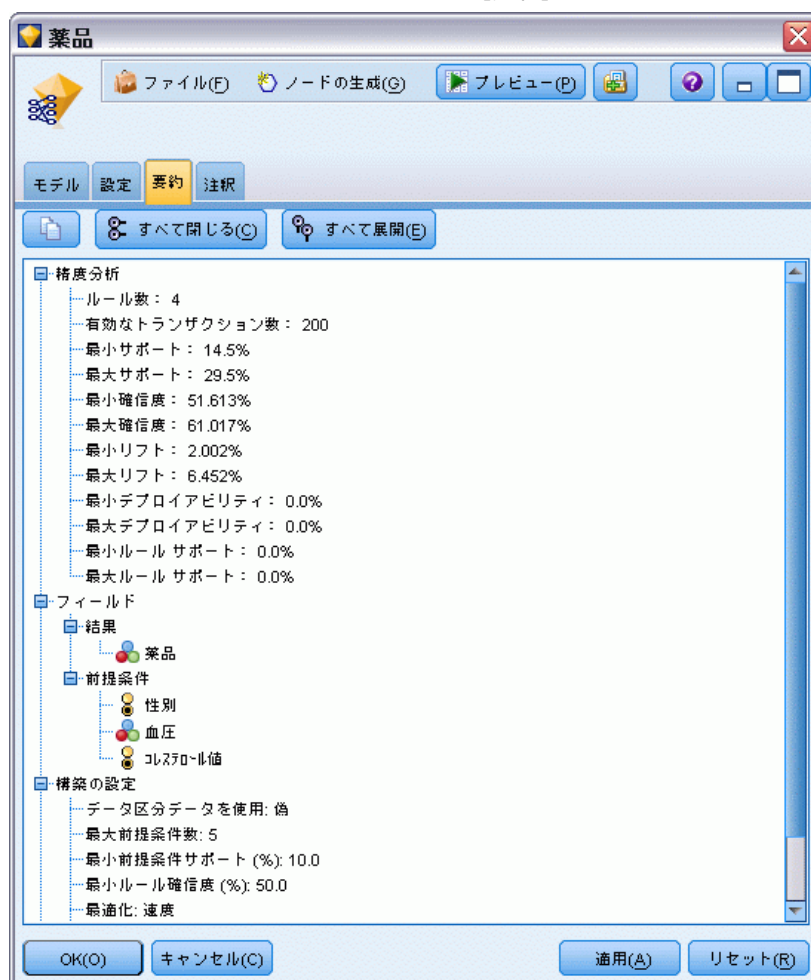 薬品
ファイル(F) ノードの生成(G) プレビュー(P)
モデル 設定 要約 注釈
すべて閉じる(C) すべて展開(E)
精度分析
ルール数： 4
有効なトランザクション数： 200
最小サポート： 14.5%
最大サポート： 29.5%
最小確信度： 51.613%
最大確信度： 61.017%
最小リフト： 2.002%
最大リフト： 6.452%
最小デプロイアビリティ： 0.0%
最大デプロイアビリティ： 0.0%
最小ルール サポート： 0.0%
最大ルール サポート： 0.0%
フィールド
結果
薬品
前提条件
性別
血圧
ｺﾚｽﾃﾛｰﾙ値
構築の設定
データ区分データを使用: 偽
最大前提条件数: 5
最小前提条件サポート (%): 10.0
最小ルール確信度 (%): 50.0
最適化: 速度
OK(O) キャンセル(C) 適用(A) リセット(R)